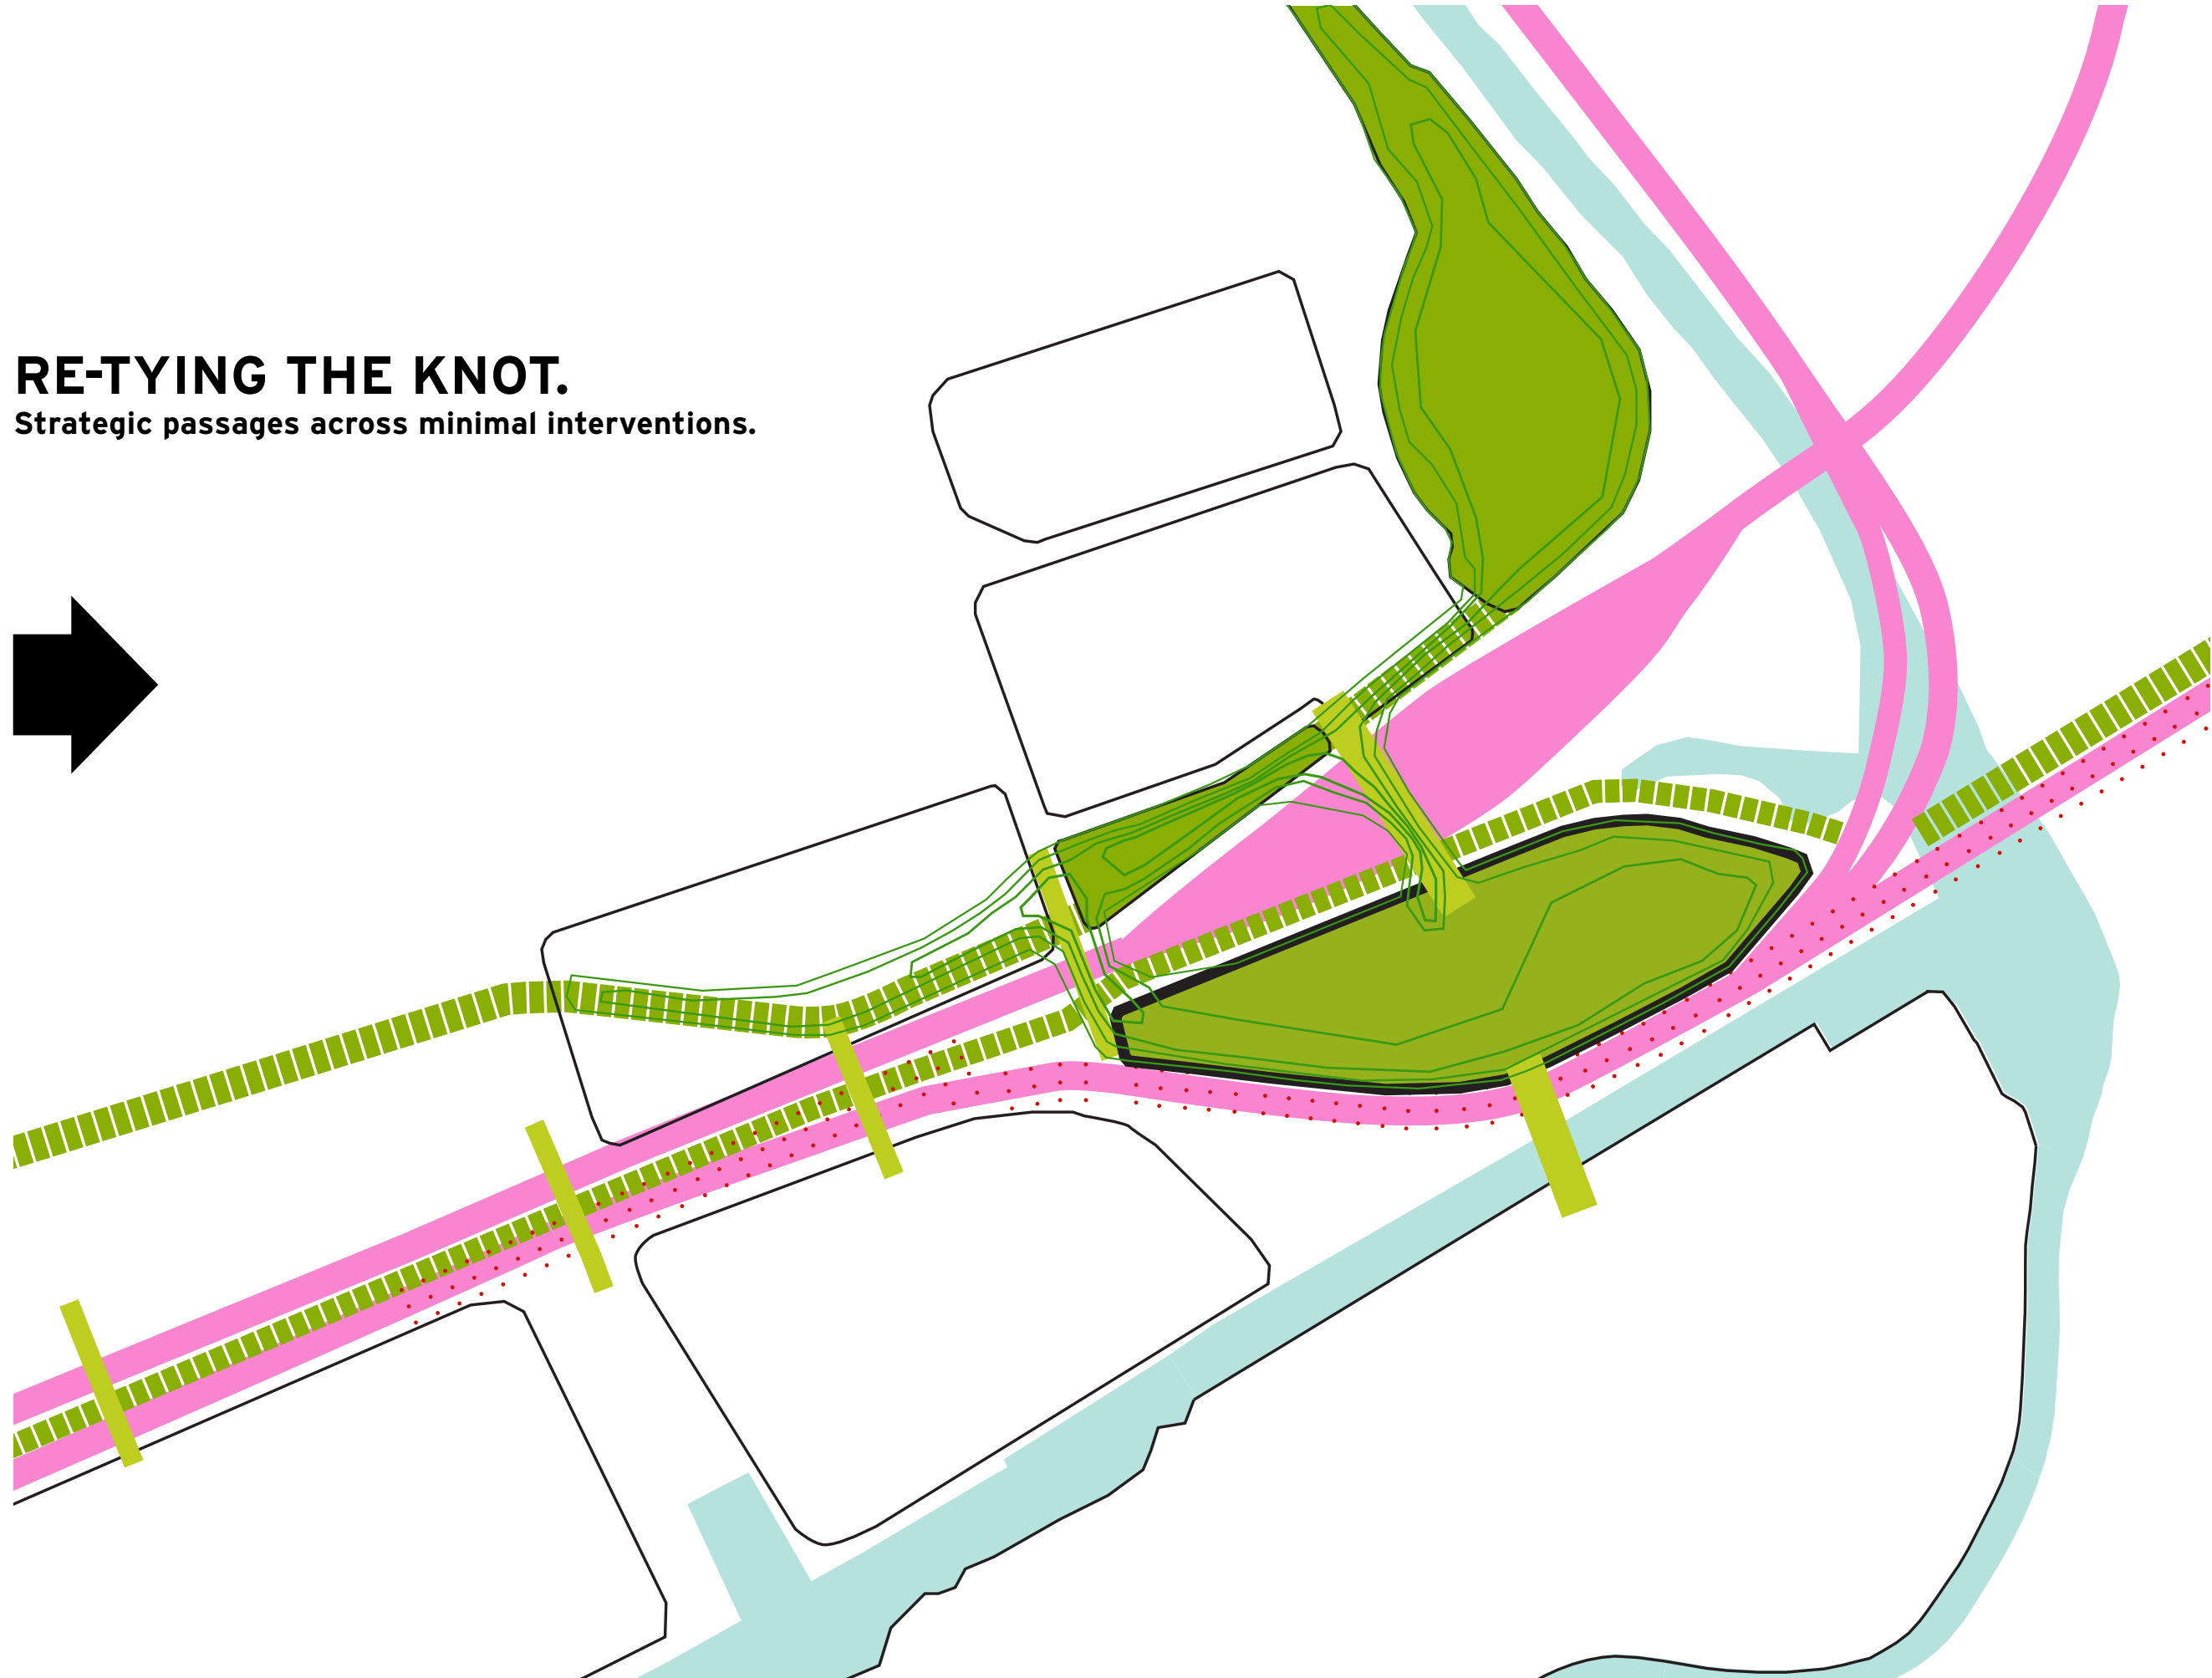 RE-TYING THE KNOT.
Strategic passages across minimal interventions.